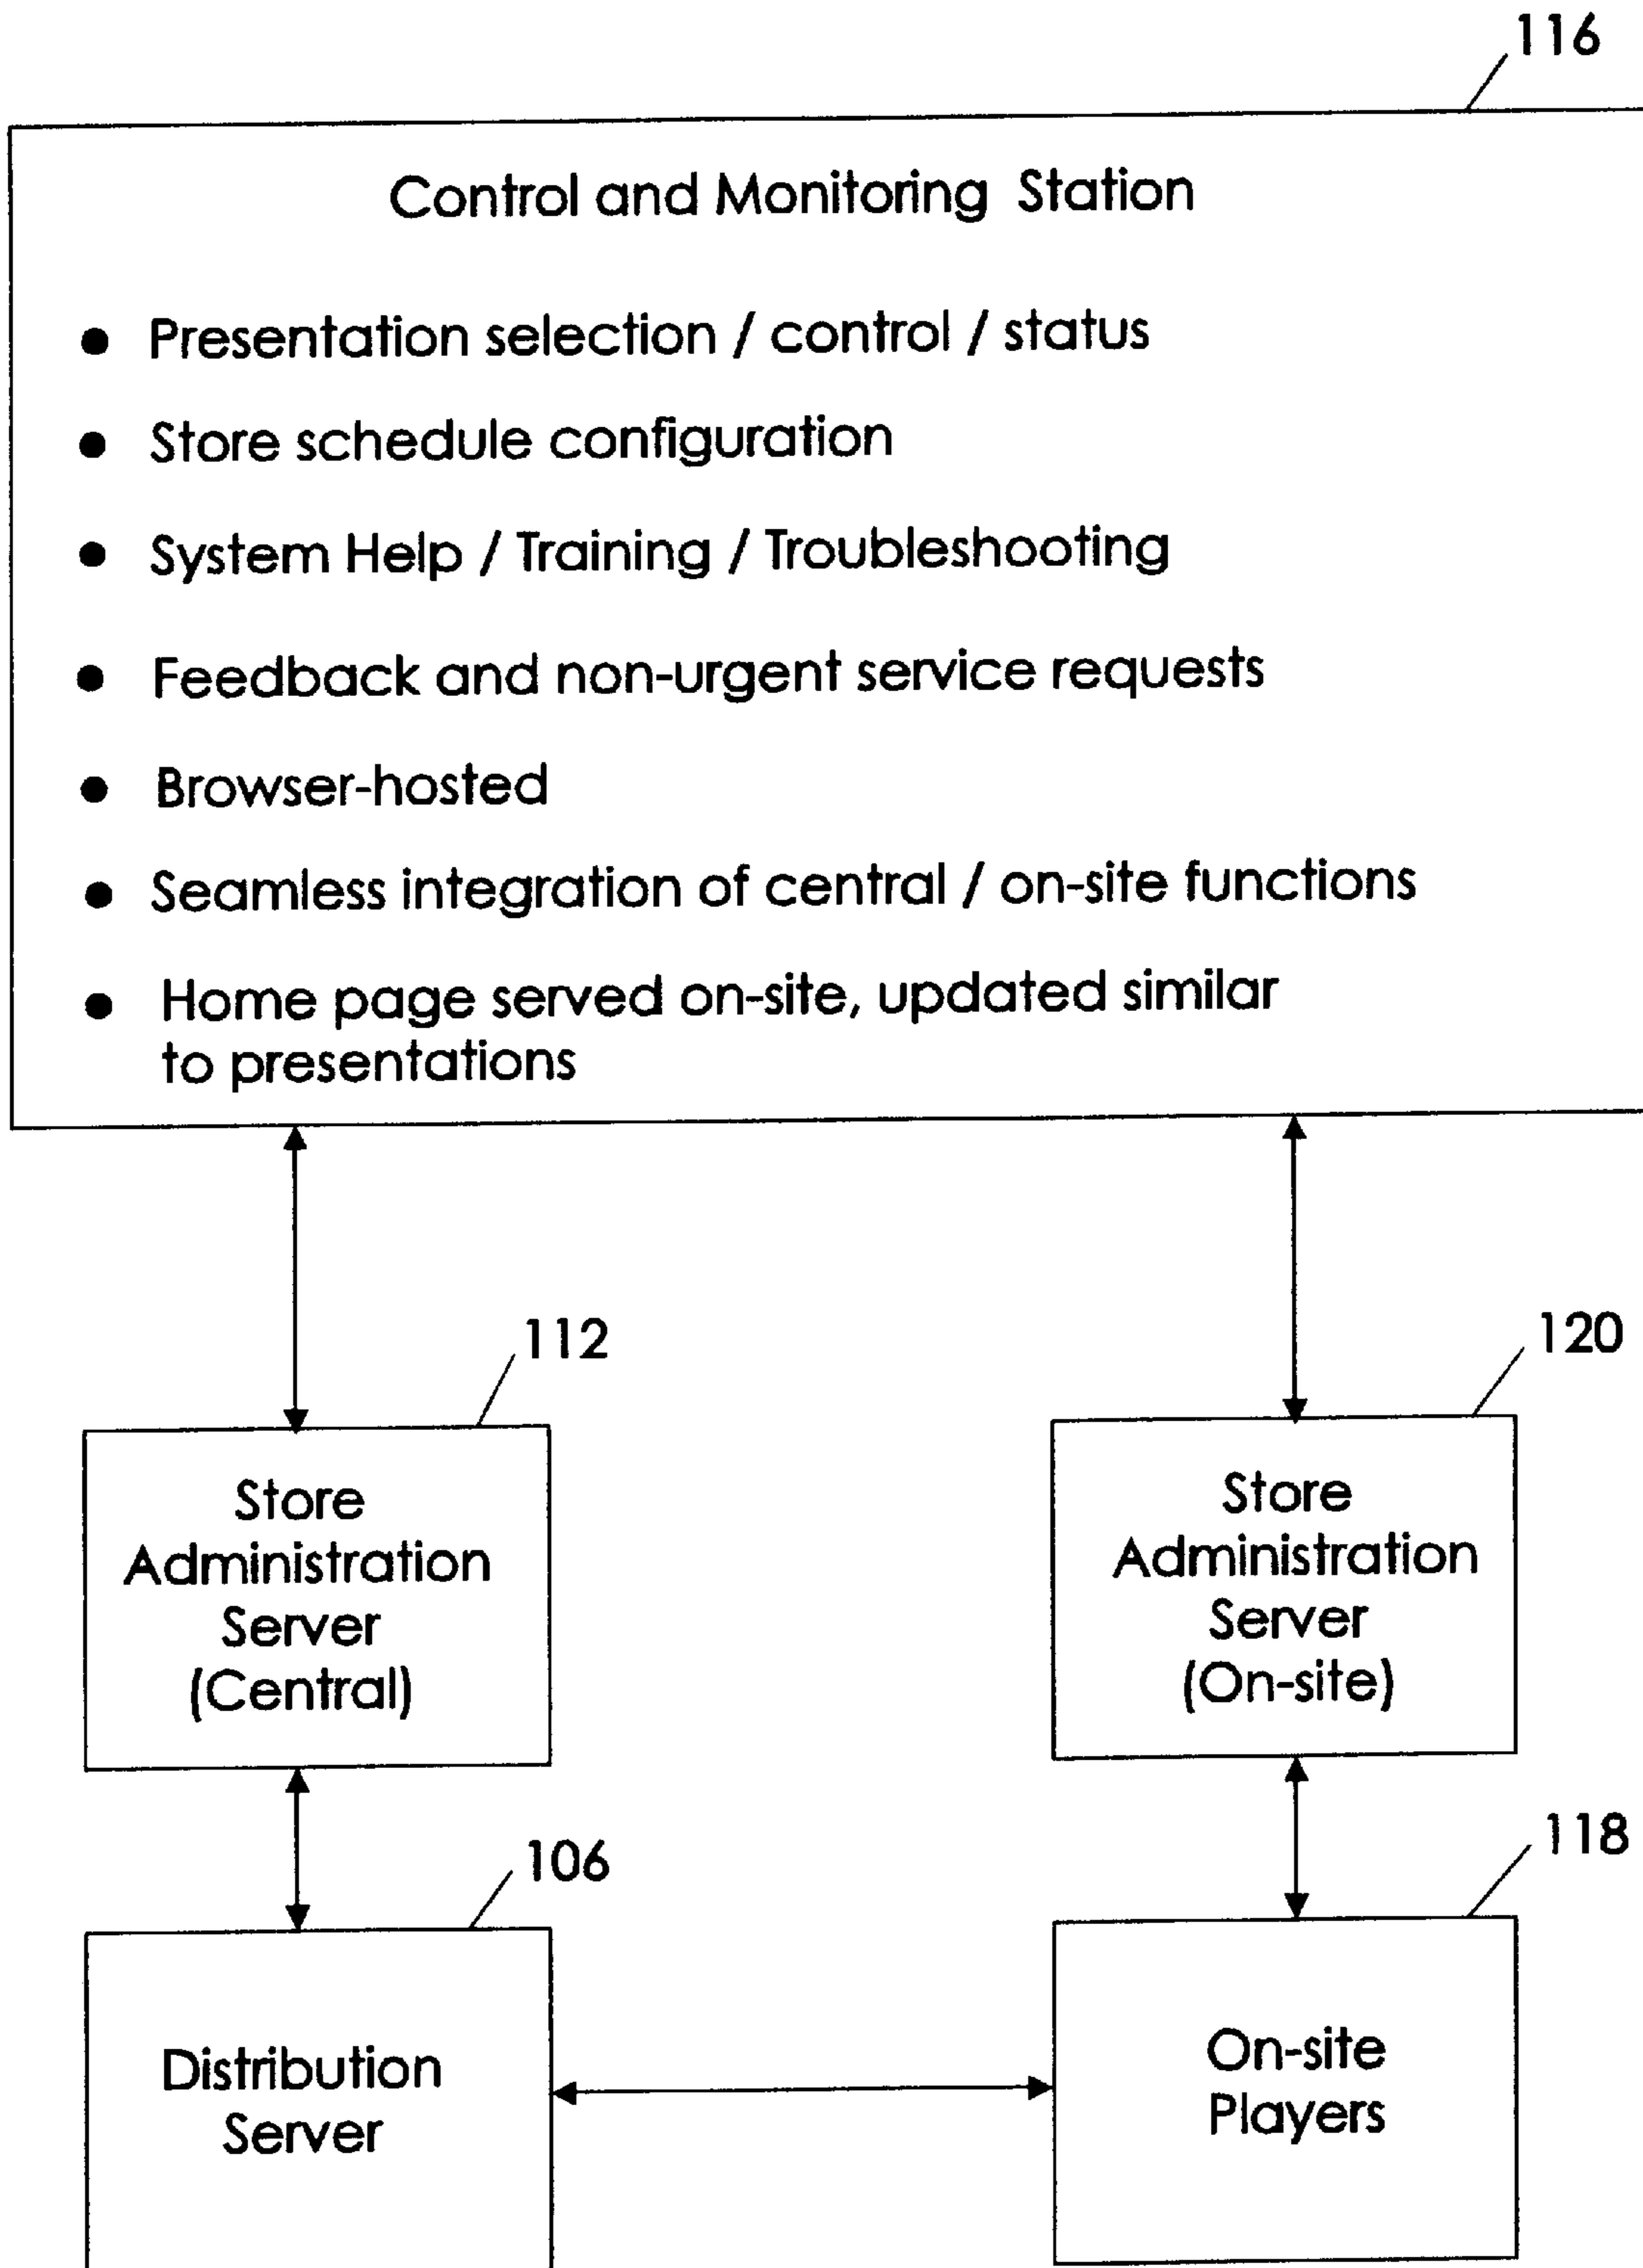 116
Control and Monitoring Station
● Presentation selection / control / status
● Store schedule configuration
● System Help / Training / Troubleshooting
● Feedback and non-urgent service requests
● Browser-hosted
● Seamless integration of central / on-site functions
● Home page served on-site, updated similar
to presentations
112
120
Store
Administration
Server
(Central)
Store
Administration
Server
(On-site)
106
118
Distribution
Server
On-site
Players